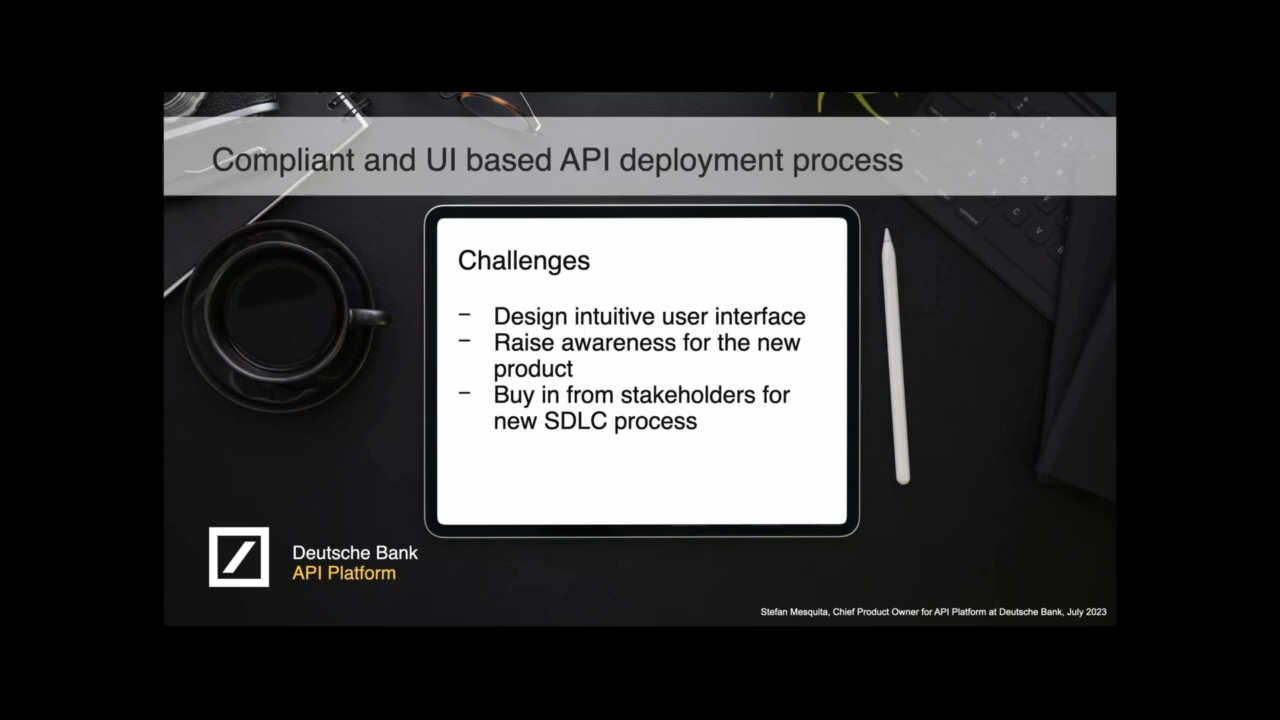 Compliant and UI based API deployment process
Challenges
− Design intuitive user interface
− Raise awareness for the new
product
− Buy in from stakeholders for
new SDLC process
Deutsche Bank
API Platform
Stefan Mesquita, Chief Product Owner for API Platform at Deutsche Bank, July 2023